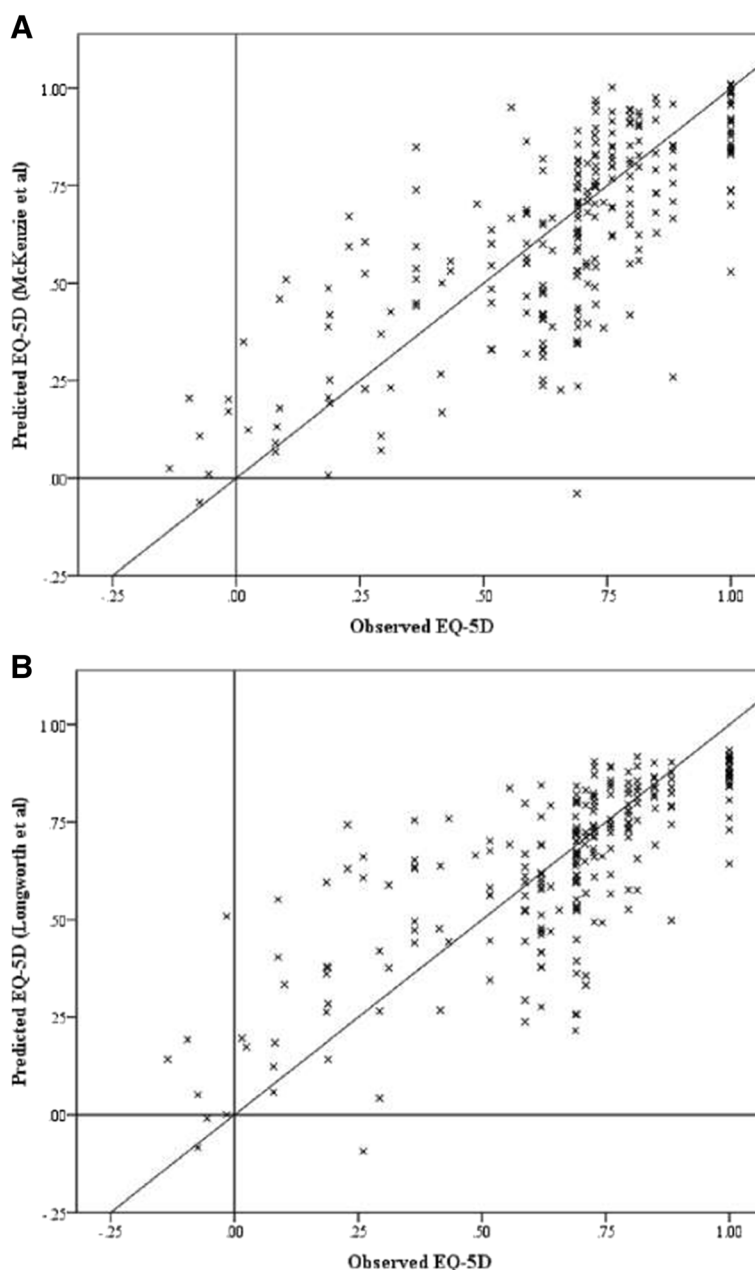 A
Predicted EQ-5D (McKenzie et al)
1.00
.75
.50
.25
.00
-.25
-.25 .00 .25 .50 .75 1.00
Observed EQ-5D
B
Predicted EQ-5D (Longworth et al)
1.00
.75
.50
.25
.00
-.25
-.25 .00 .25 .50 .75 1.00
Observed EQ-5D